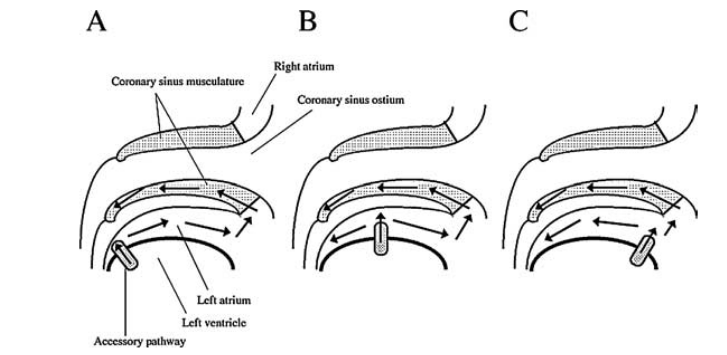 A
B
C
Right atrium
Coronary sinus musculature
Coronary sinus ostium
Left atrium
Left ventricle
Accessory pathway